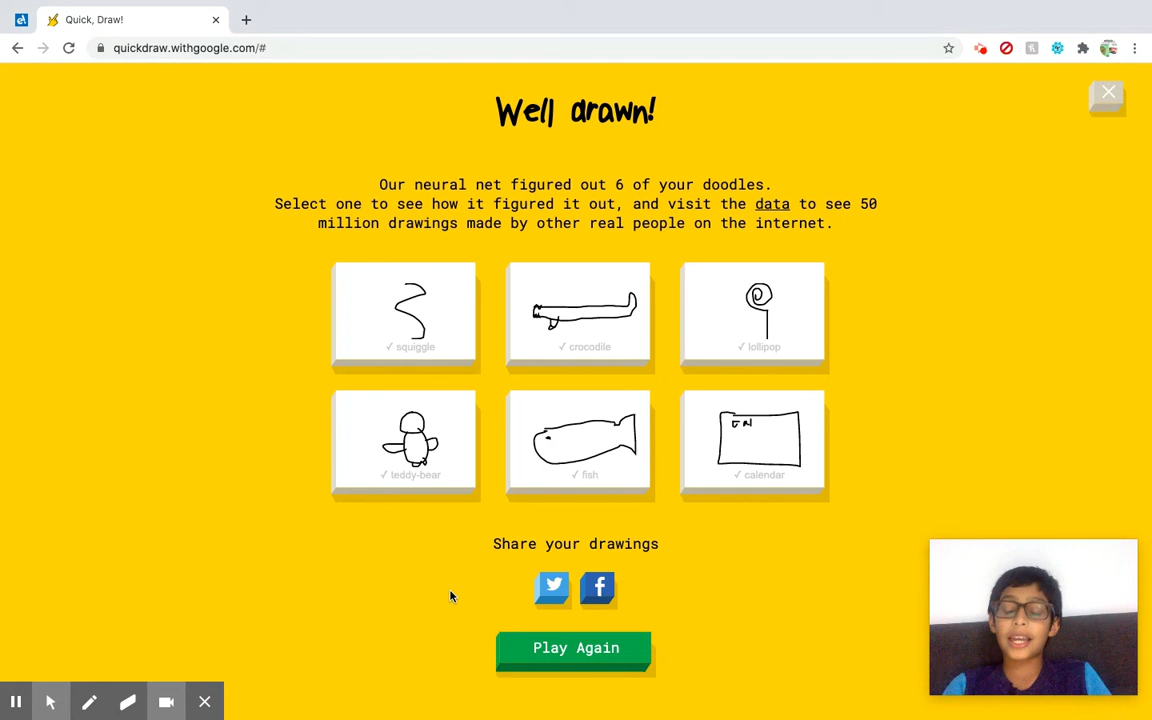 Quick, Draw!
quickdraw.withgoogle.com/#
Well drawn!
Our neural net figured out 6 of your doodles.
Select one to see how it figured it out, and visit the data to see 50
million drawings made by other real people on the internet.
✓ squiggle
✓ crocodile
✓ lollipop
✓ teddy-bear
✓ fish
✓ calendar
Share your drawings
Play Again